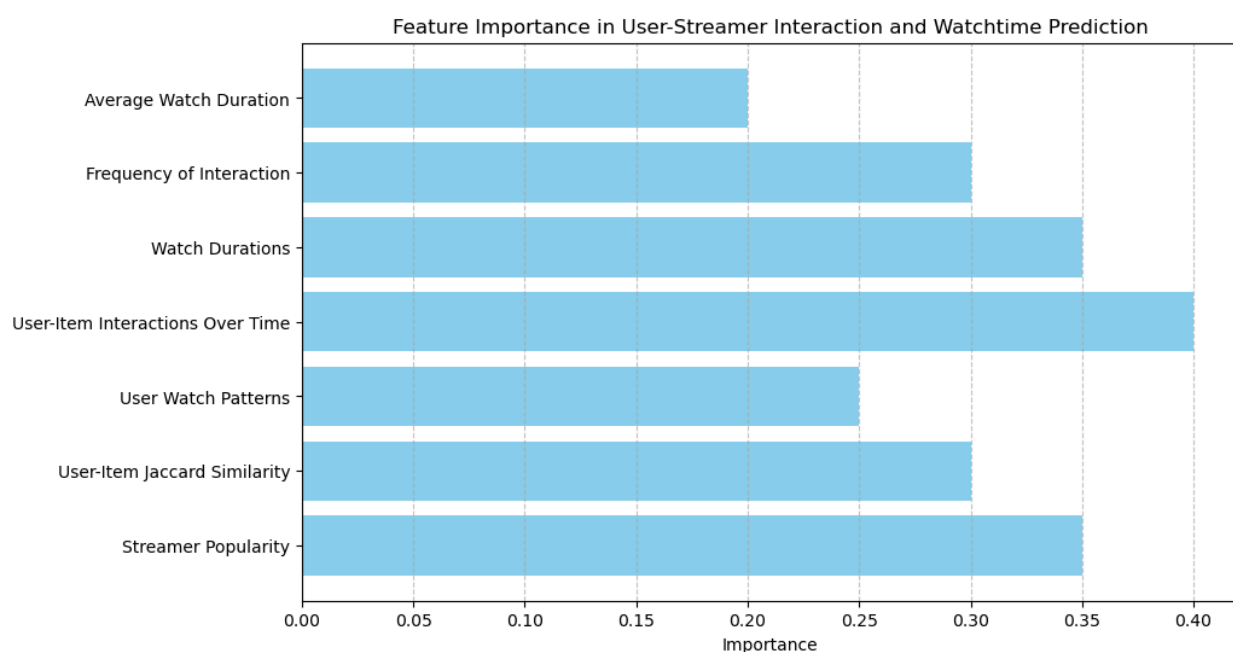 Feature Importance in User-Streamer Interaction and Watchtime Prediction
Average Watch Duration
Frequency of Interaction
Watch Durations
User-Item Interactions Over Time
User Watch Patterns
User-Item Jaccard Similarity
Streamer Popularity
0.00 0.05 0.10 0.15 0.20 0.25 0.30 0.35 0.40
Importance